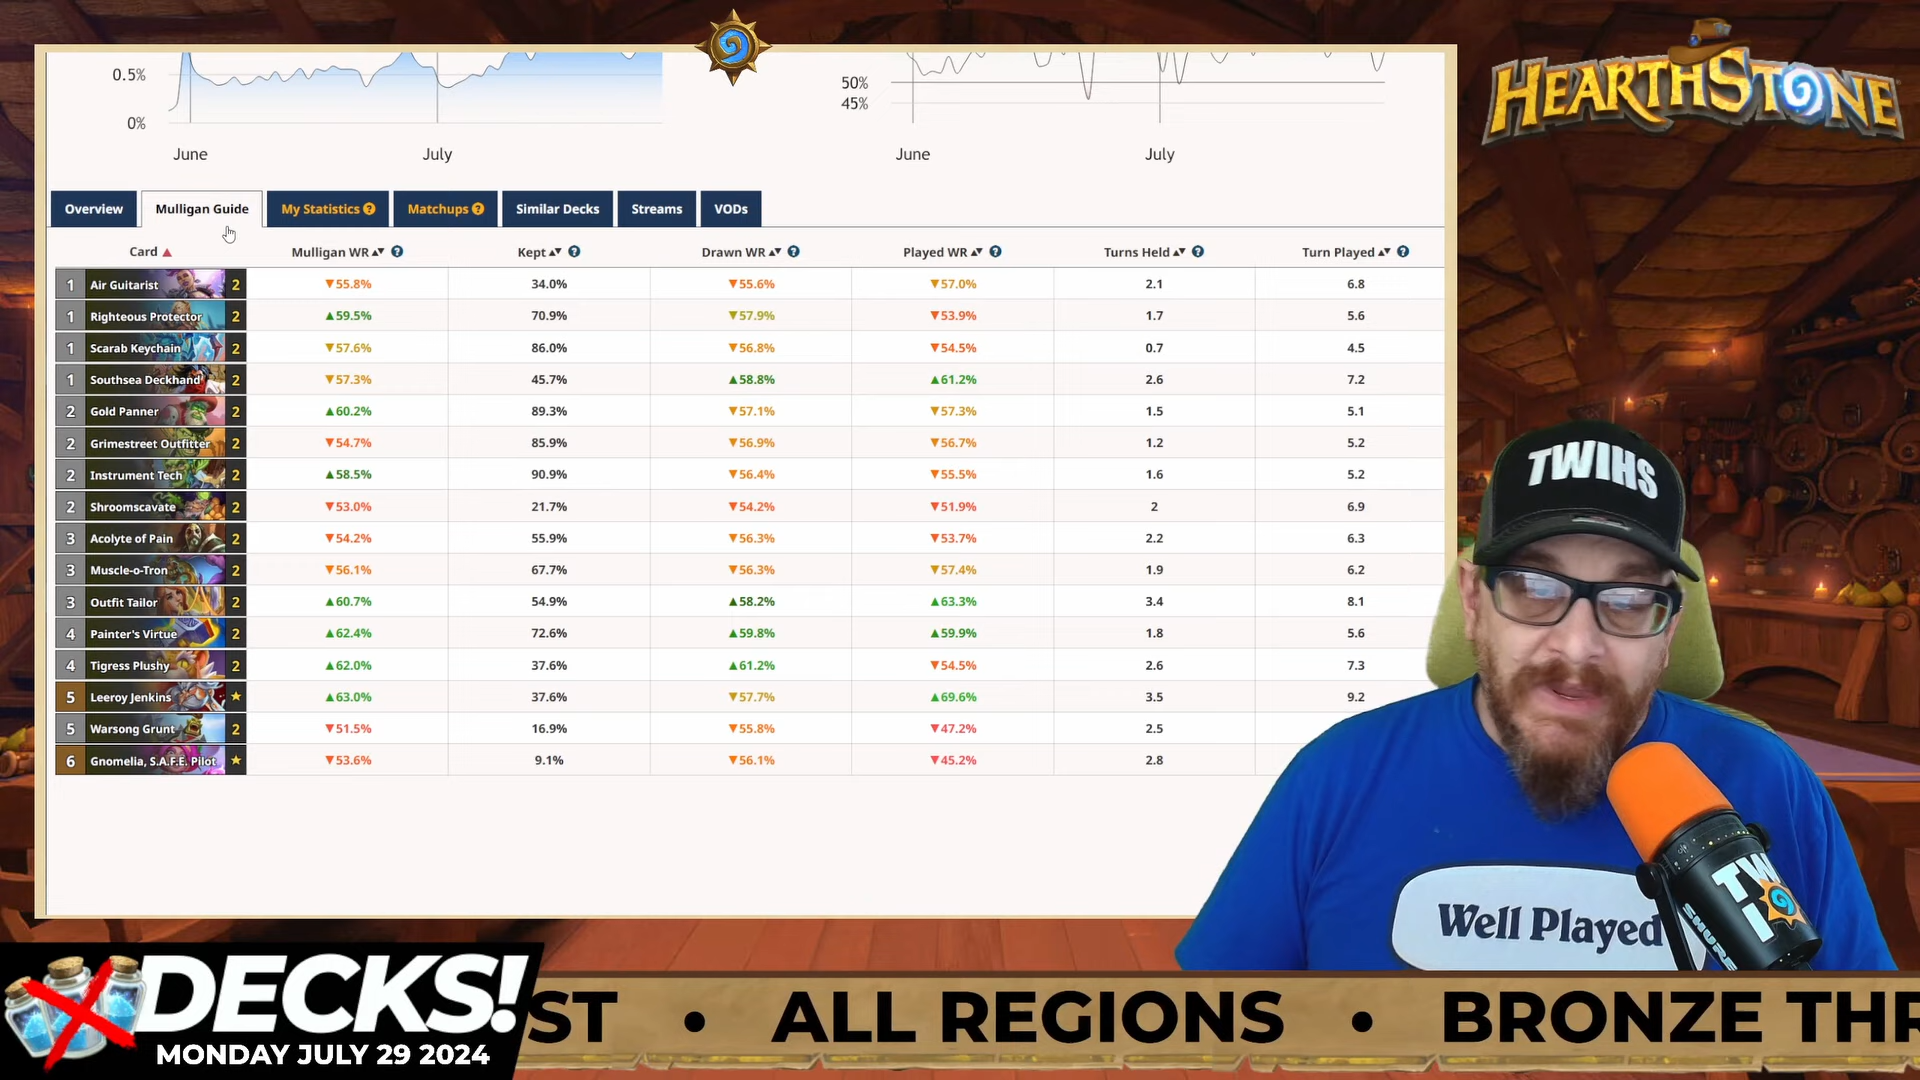 HEARTHSTONE
0.5%
0%
June
July
50%
45%
June
July
Overview
Mulligan Guide
My Statistics ?
Matchups ?
Similar Decks
Streams
VODs
Card ▲ Mulligan WR ▲▼ ? Kept ▲▼ ? Drawn WR ▲▼ ? Played WR ▲▼ ? Turns Held ▲▼ ? Turn Played ▲▼ ?
1 Air Guitarist 2 ▼55.8% 34.0% ▼55.6% ▼57.0% 2.1 6.8
1 Righteous Protector 2 ▲59.5% 70.9% ▼57.9% ▼53.9% 1.7 5.6
1 Scarab Keychain 2 ▼57.6% 86.0% ▼56.8% ▼54.5% 0.7 4.5
1 Southsea Deckhand 2 ▼57.3% 45.7% ▲58.8% ▲61.2% 2.6 7.2
2 Gold Panner 2 ▲60.2% 89.3% ▼57.1% ▼57.3% 1.5 5.1
2 Grimestreet Outfitter 2 ▼54.7% 85.9% ▼56.9% ▼56.7% 1.2 5.2
2 Instrument Tech 2 ▲58.5% 90.9% ▼56.4% ▼55.5% 1.6 5.2
2 Shroomscavate 2 ▼53.0% 21.7% ▼54.2% ▼51.9% 2 6.9
3 Acolyte of Pain 2 ▼54.2% 55.9% ▼56.3% ▼53.7% 2.2 6.3
3 Muscle-o-Tron 2 ▼56.1% 67.7% ▼56.3% ▼57.4% 1.9 6.2
3 Outfit Tailor 2 ▲60.7% 54.9% ▲58.2% ▲63.3% 3.4 8.1
4 Painter's Virtue 2 ▲62.4% 72.6% ▲59.8% ▲59.9% 1.8 5.6
4 Tigress Plushy 2 ▲62.0% 37.6% ▲61.2% ▼54.5% 2.6 7.3
5 Leeroy Jenkins ★ ▲63.0% 37.6% ▼57.7% ▲69.6% 3.5 9.2
5 Warsong Grunt 2 ▼51.5% 16.9% ▼55.8% ▼47.2% 2.5
6 Gnomelia, S.A.F.E. Pilot ★ ▼53.6% 9.1% ▼56.1% ▼45.2% 2.8
TWIHS
Well Played
TW
I
SHURE
DECKS!
MONDAY JULY 29 2024
ST • ALL REGIONS • BRONZE THR